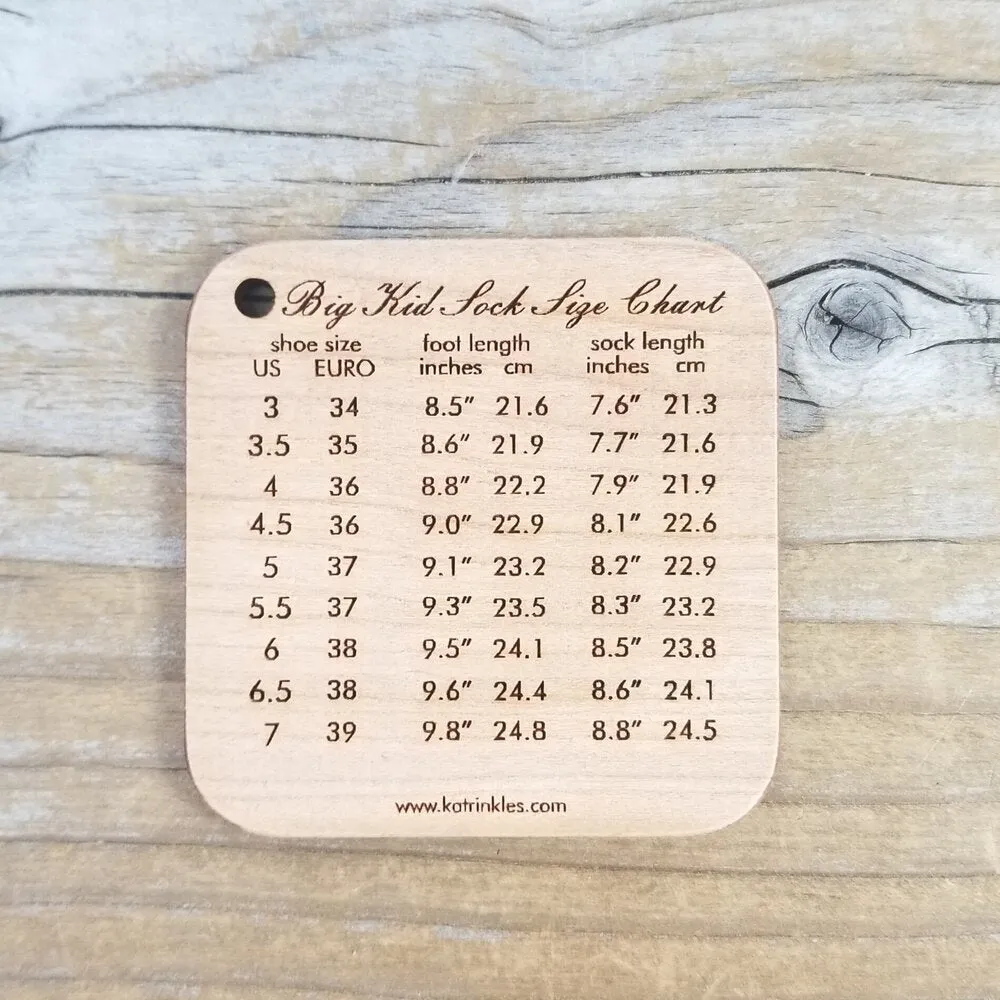 Big Kid Sock Size Chart
shoe size foot length sock length
US EURO inches cm inches cm
3 34 8.5" 21.6 7.6" 21.3
3.5 35 8.6" 21.9 7.7" 21.6
4 36 8.8" 22.2 7.9" 21.9
4.5 36 9.0" 22.9 8.1" 22.6
5 37 9.1" 23.2 8.2" 22.9
5.5 37 9.3" 23.5 8.3" 23.2
6 38 9.5" 24.1 8.5" 23.8
6.5 38 9.6" 24.4 8.6" 24.1
7 39 9.8" 24.8 8.8" 24.5
www.katrinkles.com